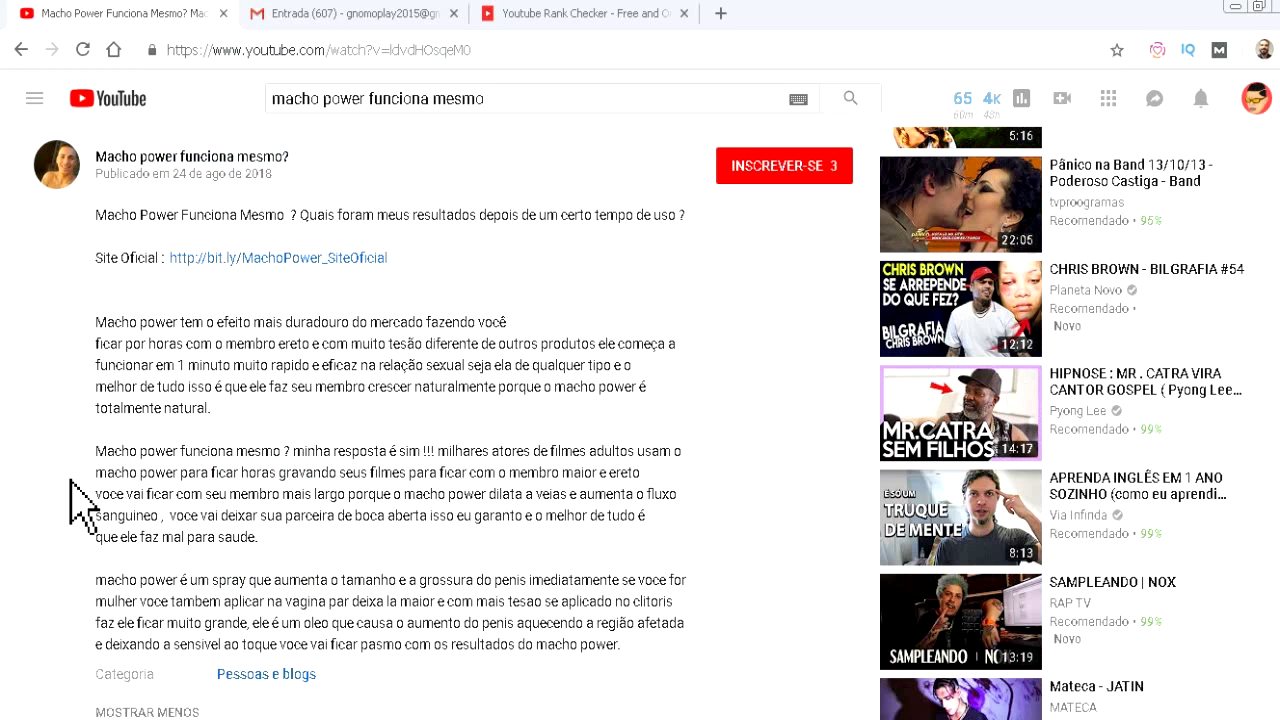 Macho Power Funciona Mesmo? Mac
Entrada (607) - gnomoplay2015@gn
Youtube Rank Checker - Free and O
https://www.youtube.com/watch?v=ldvdHOsqeM0
IQ
M
YouTube
macho power funciona mesmo
65
4K
60m
48h
Macho power funciona mesmo?
Publicado em 24 de ago de 2018
INSCREVER-SE 3
Macho Power Funciona Mesmo ? Quais foram meus resultados depois de um certo tempo de uso ?
Site Oficial : http://bit.ly/MachoPower_SiteOficial
Macho power tem o efeito mais duradouro do mercado fazendo você
ficar por horas com o membro ereto e com muito tesão diferente de outros produtos ele começa a
funcionar em 1 minuto muito rapido e eficaz na relação sexual seja ela de qualquer tipo e o
melhor de tudo isso é que ele faz seu membro crescer naturalmente porque o macho power é
totalmente natural.
Macho power funciona mesmo ? minha resposta é sim !!! milhares atores de filmes adultos usam o
macho power para ficar horas gravando seus filmes para ficar com o membro maior e ereto
voce vai ficar com seu membro mais largo porque o macho power dilata a veias e aumenta o fluxo
sanguineo , voce vai deixar sua parceira de boca aberta isso eu garanto e o melhor de tudo é
que ele faz mal para saude.
macho power é um spray que aumenta o tamanho e a grossura do penis imediatamente se voce for
mulher voce tambem aplicar na vagina par deixa la maior e com mais tesao se aplicado no clitoris
faz ele ficar muito grande, ele é um oleo que causa o aumento do penis aquecendo a região afetada
e deixando a sensivel ao toque voce vai ficar pasmo com os resultados do macho power.
Categoria
Pessoas e blogs
MOSTRAR MENOS
5:16
22:05
Pânico na Band 13/10/13 -
Poderoso Castiga - Band
tvproogramas
Recomendado • 95%
CHRIS BROWN
SE ARREPENDE
DO QUE FEZ?
BILGRAFIA
CHRIS BROWN
12:12
CHRIS BROWN - BILGRAFIA #54
Planeta Novo
Recomendado •
Novo
MR.CATRA
SEM FILHOS
14:17
HIPNOSE : MR . CATRA VIRA
CANTOR GOSPEL ( Pyong Lee…
Pyong Lee
Recomendado • 99%
É SÓ UM
TRUQUE
DE MENTE
8:13
APRENDA INGLÊS EM 1 ANO
SOZINHO (como eu aprendi…
Via Infinda
Recomendado • 99%
SAMPLEANDO
13:19
SAMPLEANDO | NOX
RAP TV
Recomendado • 99%
Novo
Mateca - JATIN
MATECA